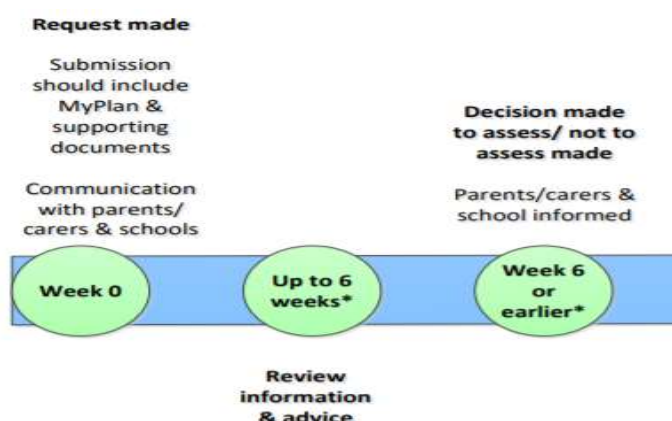 Request made
Submission
should include
MyPlan &
supporting
documents
Communication
with parents/
carers & schools
Decision made
to assess/ not to
assess made
Parents/carers &
school informed
Week 0
Up to 6
weeks*
Week 6
or
earlier*
Review
information
& advice